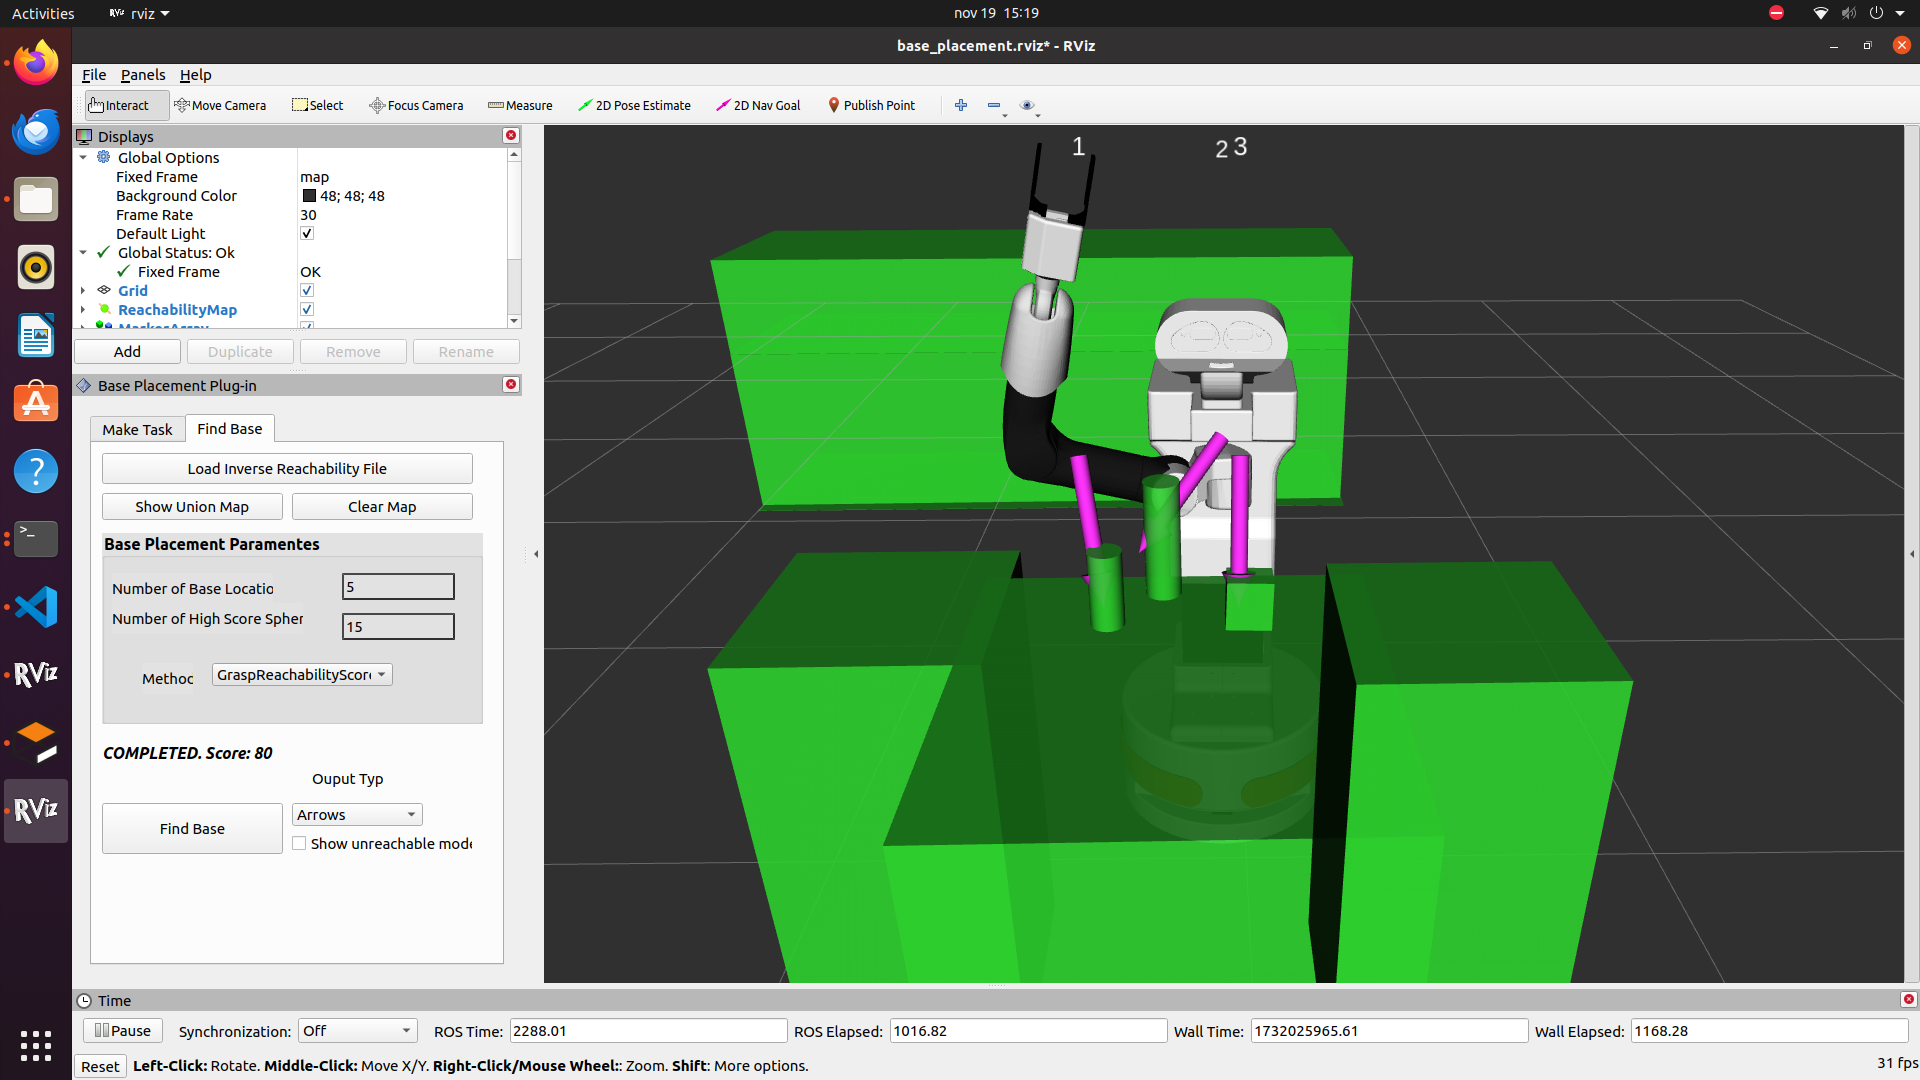 Activities
rviz
nov 19 15:19
base_placement.rviz* - RViz
File Panels Help
Interact Move Camera Select Focus Camera Measure 2D Pose Estimate 2D Nav Goal Publish Point
Displays
Global Options
Fixed Frame map
Background Color 48; 48; 48
Frame Rate 30
Default Light
Global Status: Ok
Fixed Frame OK
Grid
ReachabilityMap
MarkerArray
Add Duplicate Remove Rename
Base Placement Plug-in
Make Task Find Base
Load Inverse Reachability File
Show Union Map Clear Map
Base Placement Paramentes
Number of Base Locatio 5
Number of High Score Spher 15
Methoc GraspReachabilityScore
COMPLETED. Score: 80
Ouput Typ
Find Base Arrows
Show unreachable mode
1 2 3
>_
RViz
RViz
Time
Pause Synchronization: Off ROS Time: 2288.01 ROS Elapsed: 1016.82 Wall Time: 1732025965.61 Wall Elapsed: 1168.28
Reset Left-Click: Rotate. Middle-Click: Move X/Y. Right-Click/Mouse Wheel:: Zoom. Shift: More options. 31 fps